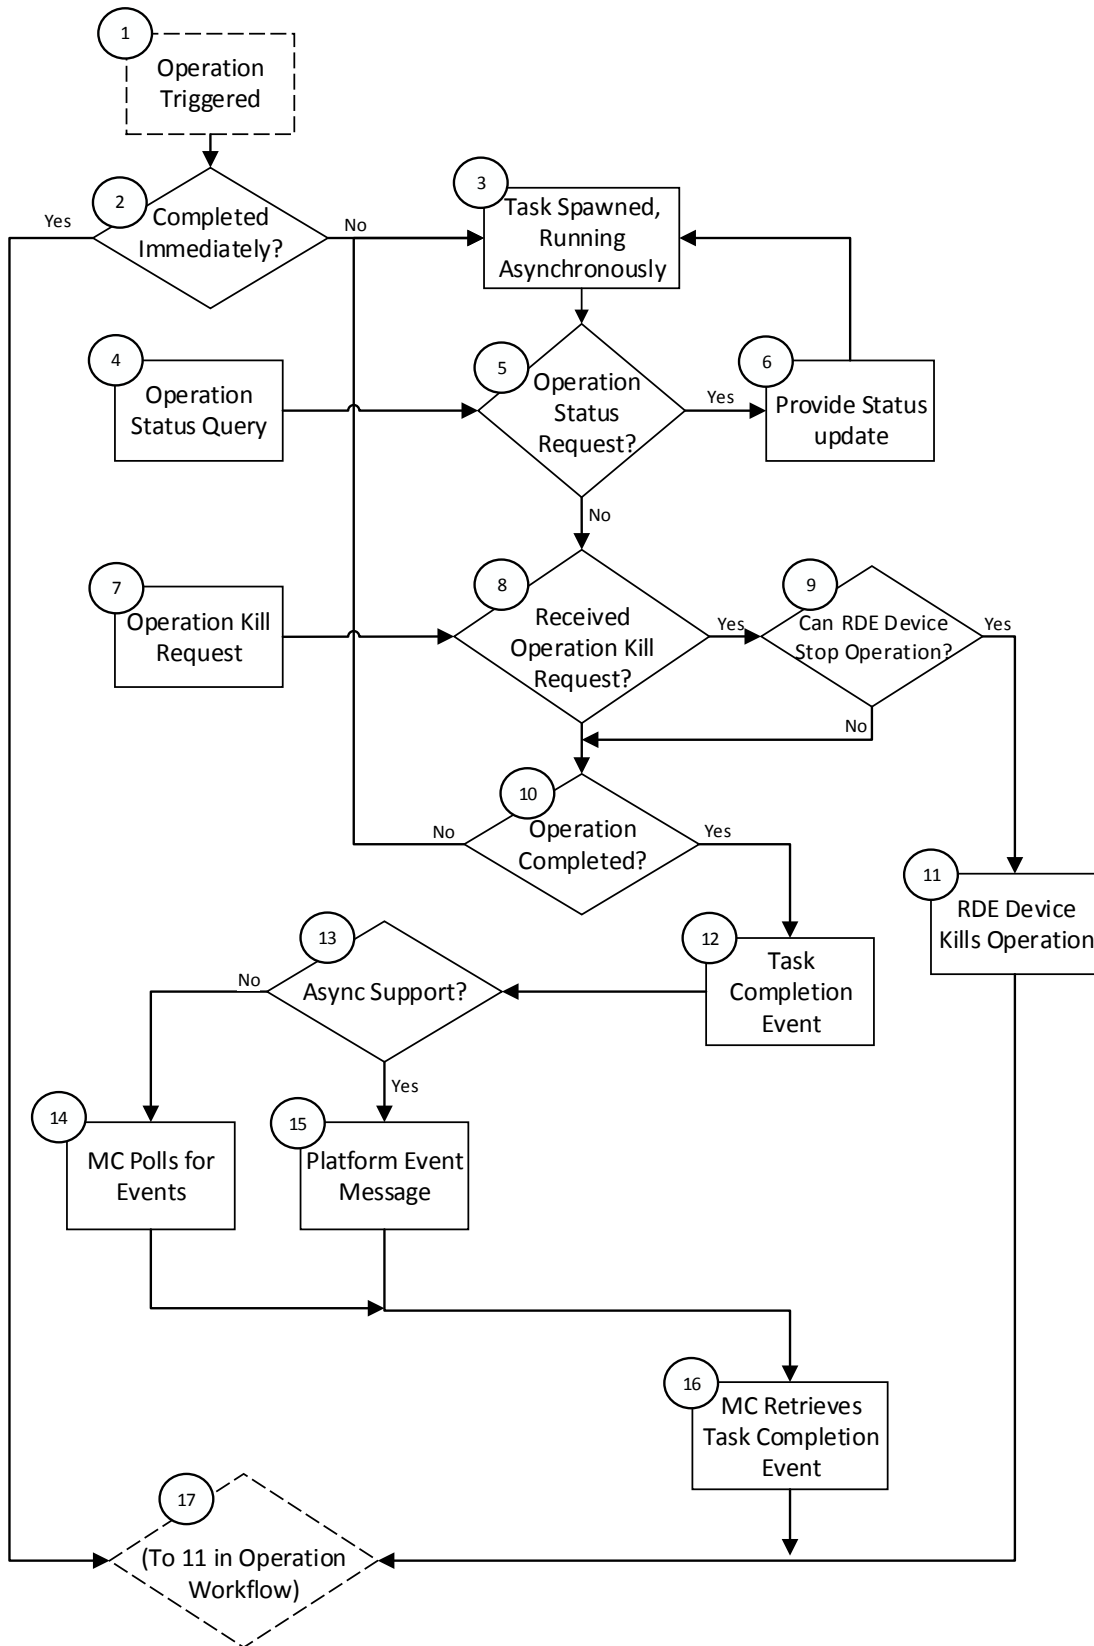 1
Operation
Triggered
2
Completed
Immediately?
Yes
No
3
Task Spawned,
Running
Asynchronously
4
Operation
Status Query
5
Operation
Status
Request?
Yes
No
6
Provide Status
update
7
Operation Kill
Request
8
Received
Operation Kill
Request?
Yes
9
Can RDE Device
Stop Operation?
Yes
No
10
Operation
Completed?
No
Yes
11
RDE Device
Kills Operation
12
Task
Completion
Event
13
Async Support?
No
Yes
14
MC Polls for
Events
15
Platform Event
Message
16
MC Retrieves
Task Completion
Event
17
(To 11 in Operation
Workflow)